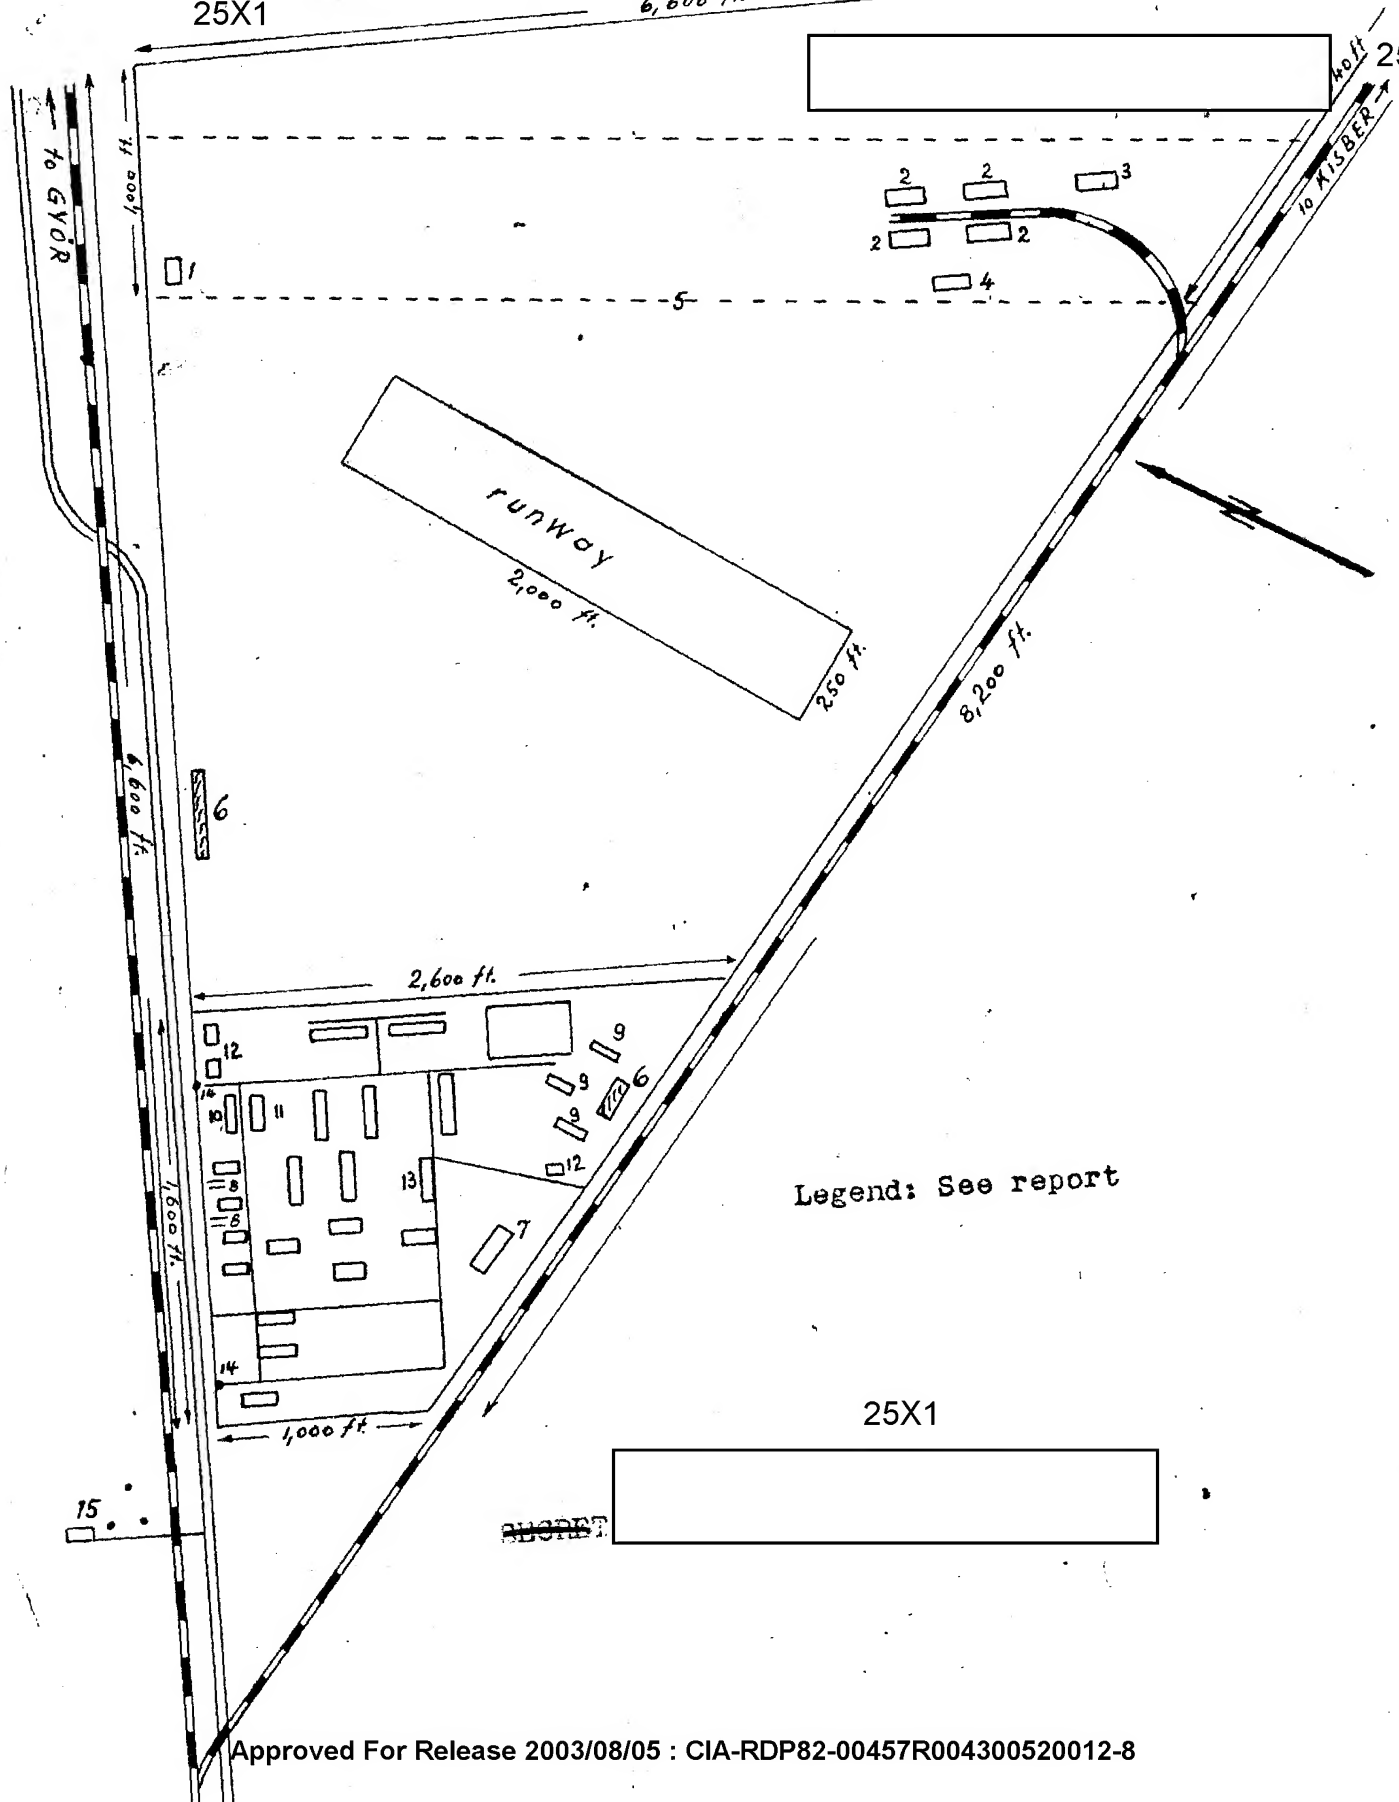 25X1
6,600
40 ft
to GYÖR
1,000 ft.
to KISBER
2
2
3
2
2
1
4
5
runway
2,000 ft.
250 ft.
8,200 ft.
6,600 ft.
6
2,600 ft.
12
9
9
6
14
10
11
9
12
13
8
8
1,600 ft.
7
Legend: See report
14
1,000 ft.
25X1
15
SECRET
Approved For Release 2003/08/05 : CIA-RDP82-00457R004300520012-8